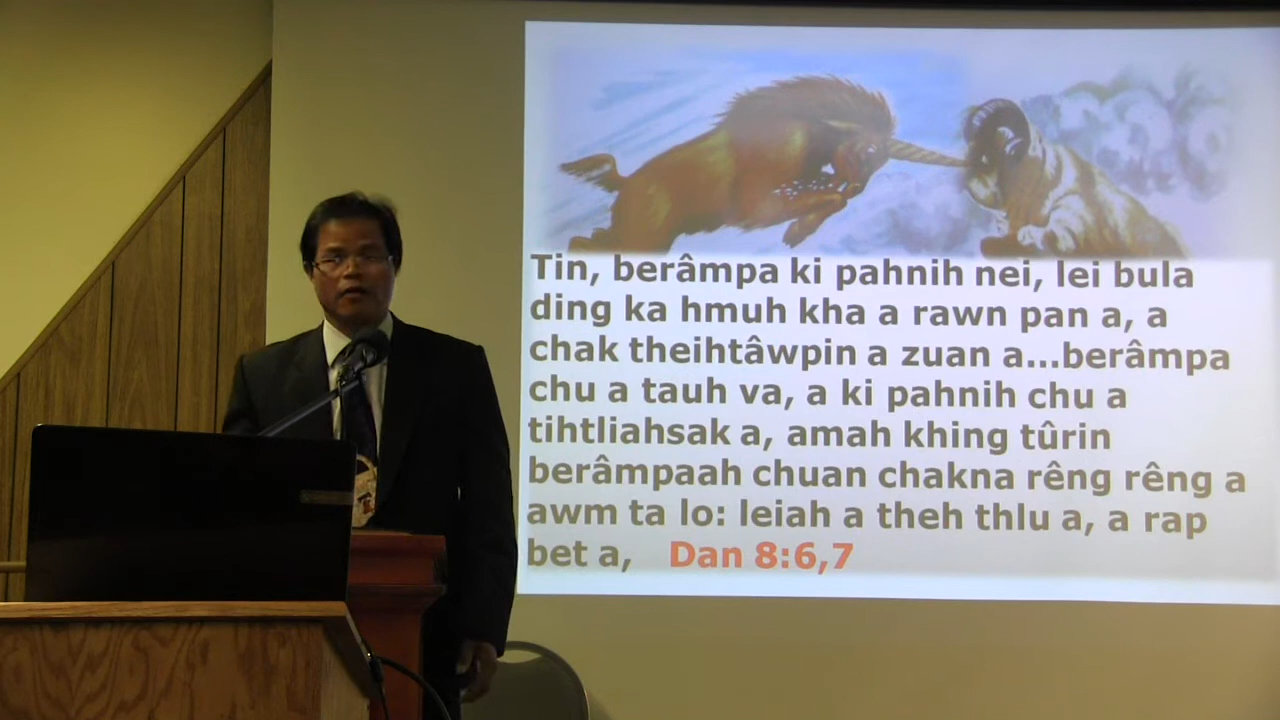 Tin, berâmpa ki pahnih nei, lei bula
ding ka hmuh kha a rawn pan a, a
chak theihtâwpin a zuan a...berâmpa
chu a tauh va, a ki pahnih chu a
tihtliahsak a, amah khing tûrin
berâmpaah chuan chakna rêng rêng a
awm ta lo: leiah a theh thlu a, a rap
bet a, Dan 8:6,7